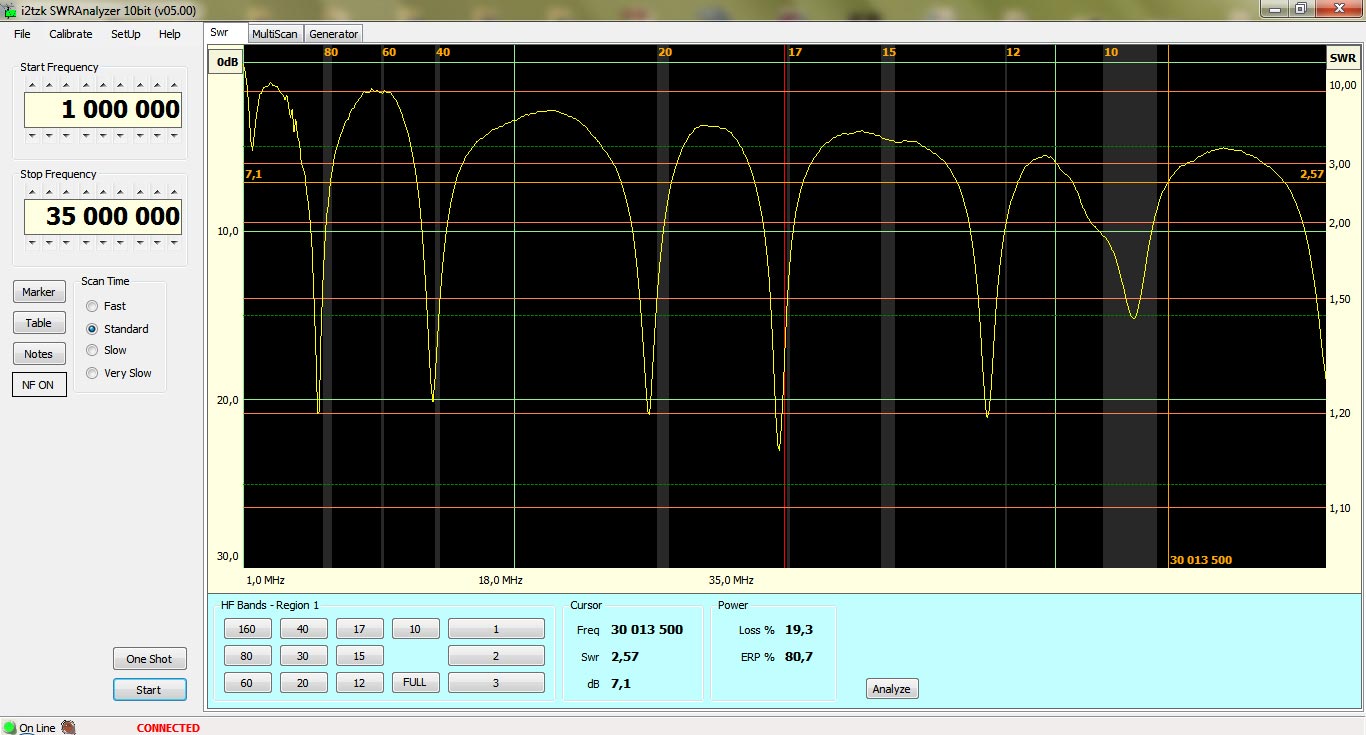 i2tzk SWRAnalyzer 10bit (v05.00)
File Calibrate SetUp Help
Swr MultiScan Generator
Start Frequency
1 000 000
Stop Frequency
35 000 000
Marker
Table
Notes
NF ON
Scan Time
Fast
Standard
Slow
Very Slow
One Shot
Start
80 60 40 20 17 15 12 10
0dB
10,0
20,0
30,0
7,1
2,57
SWR
10,00
3,00
2,00
1,50
1,20
1,10
30 013 500
1,0 MHz 18,0 MHz 35,0 MHz
HF Bands - Region 1
160 40 17 10 1
80 30 15 2
60 20 12 FULL 3
Cursor
Freq 30 013 500
Swr 2,57
dB 7,1
Power
Loss % 19,3
ERP % 80,7
Analyze
On Line CONNECTED